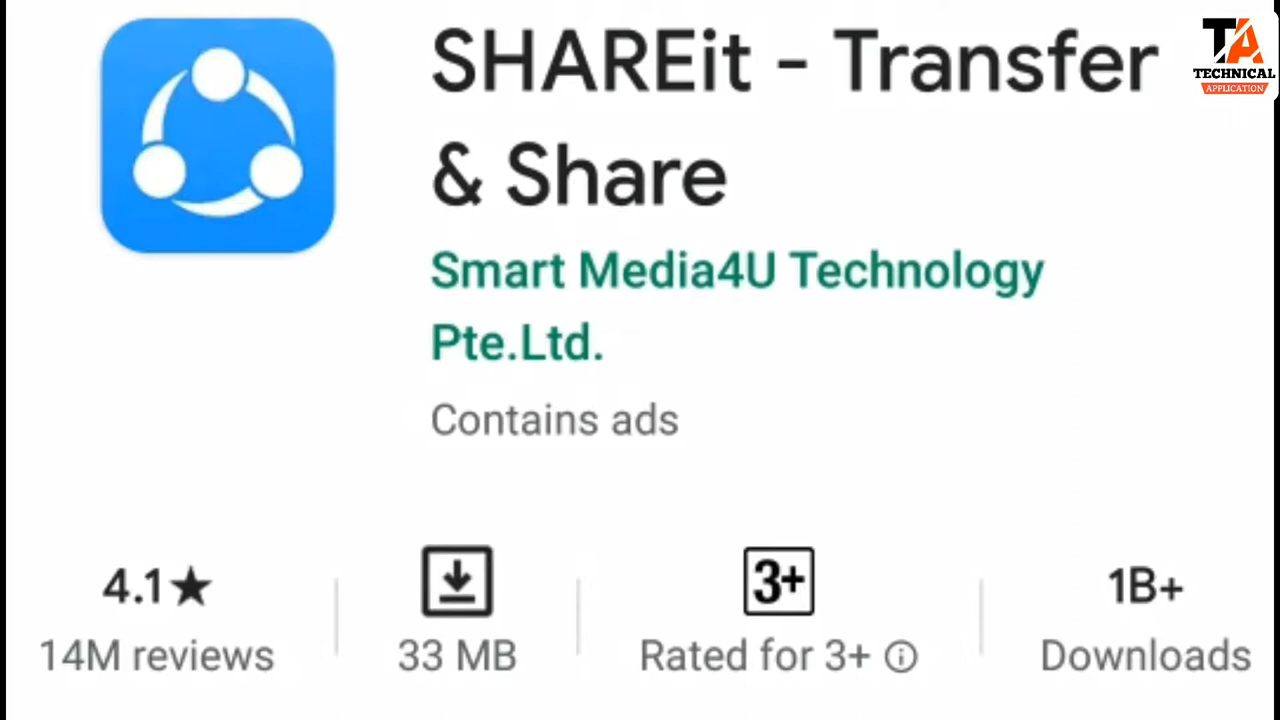 SHAREit - Transfer
& Share
TA
TECHNICAL
APPLICATION
Smart Media4U Technology
Pte.Ltd.
Contains ads
4.1★
3+
1B+
14M reviews
33 MB
Rated for 3+ ⓘ
Downloads